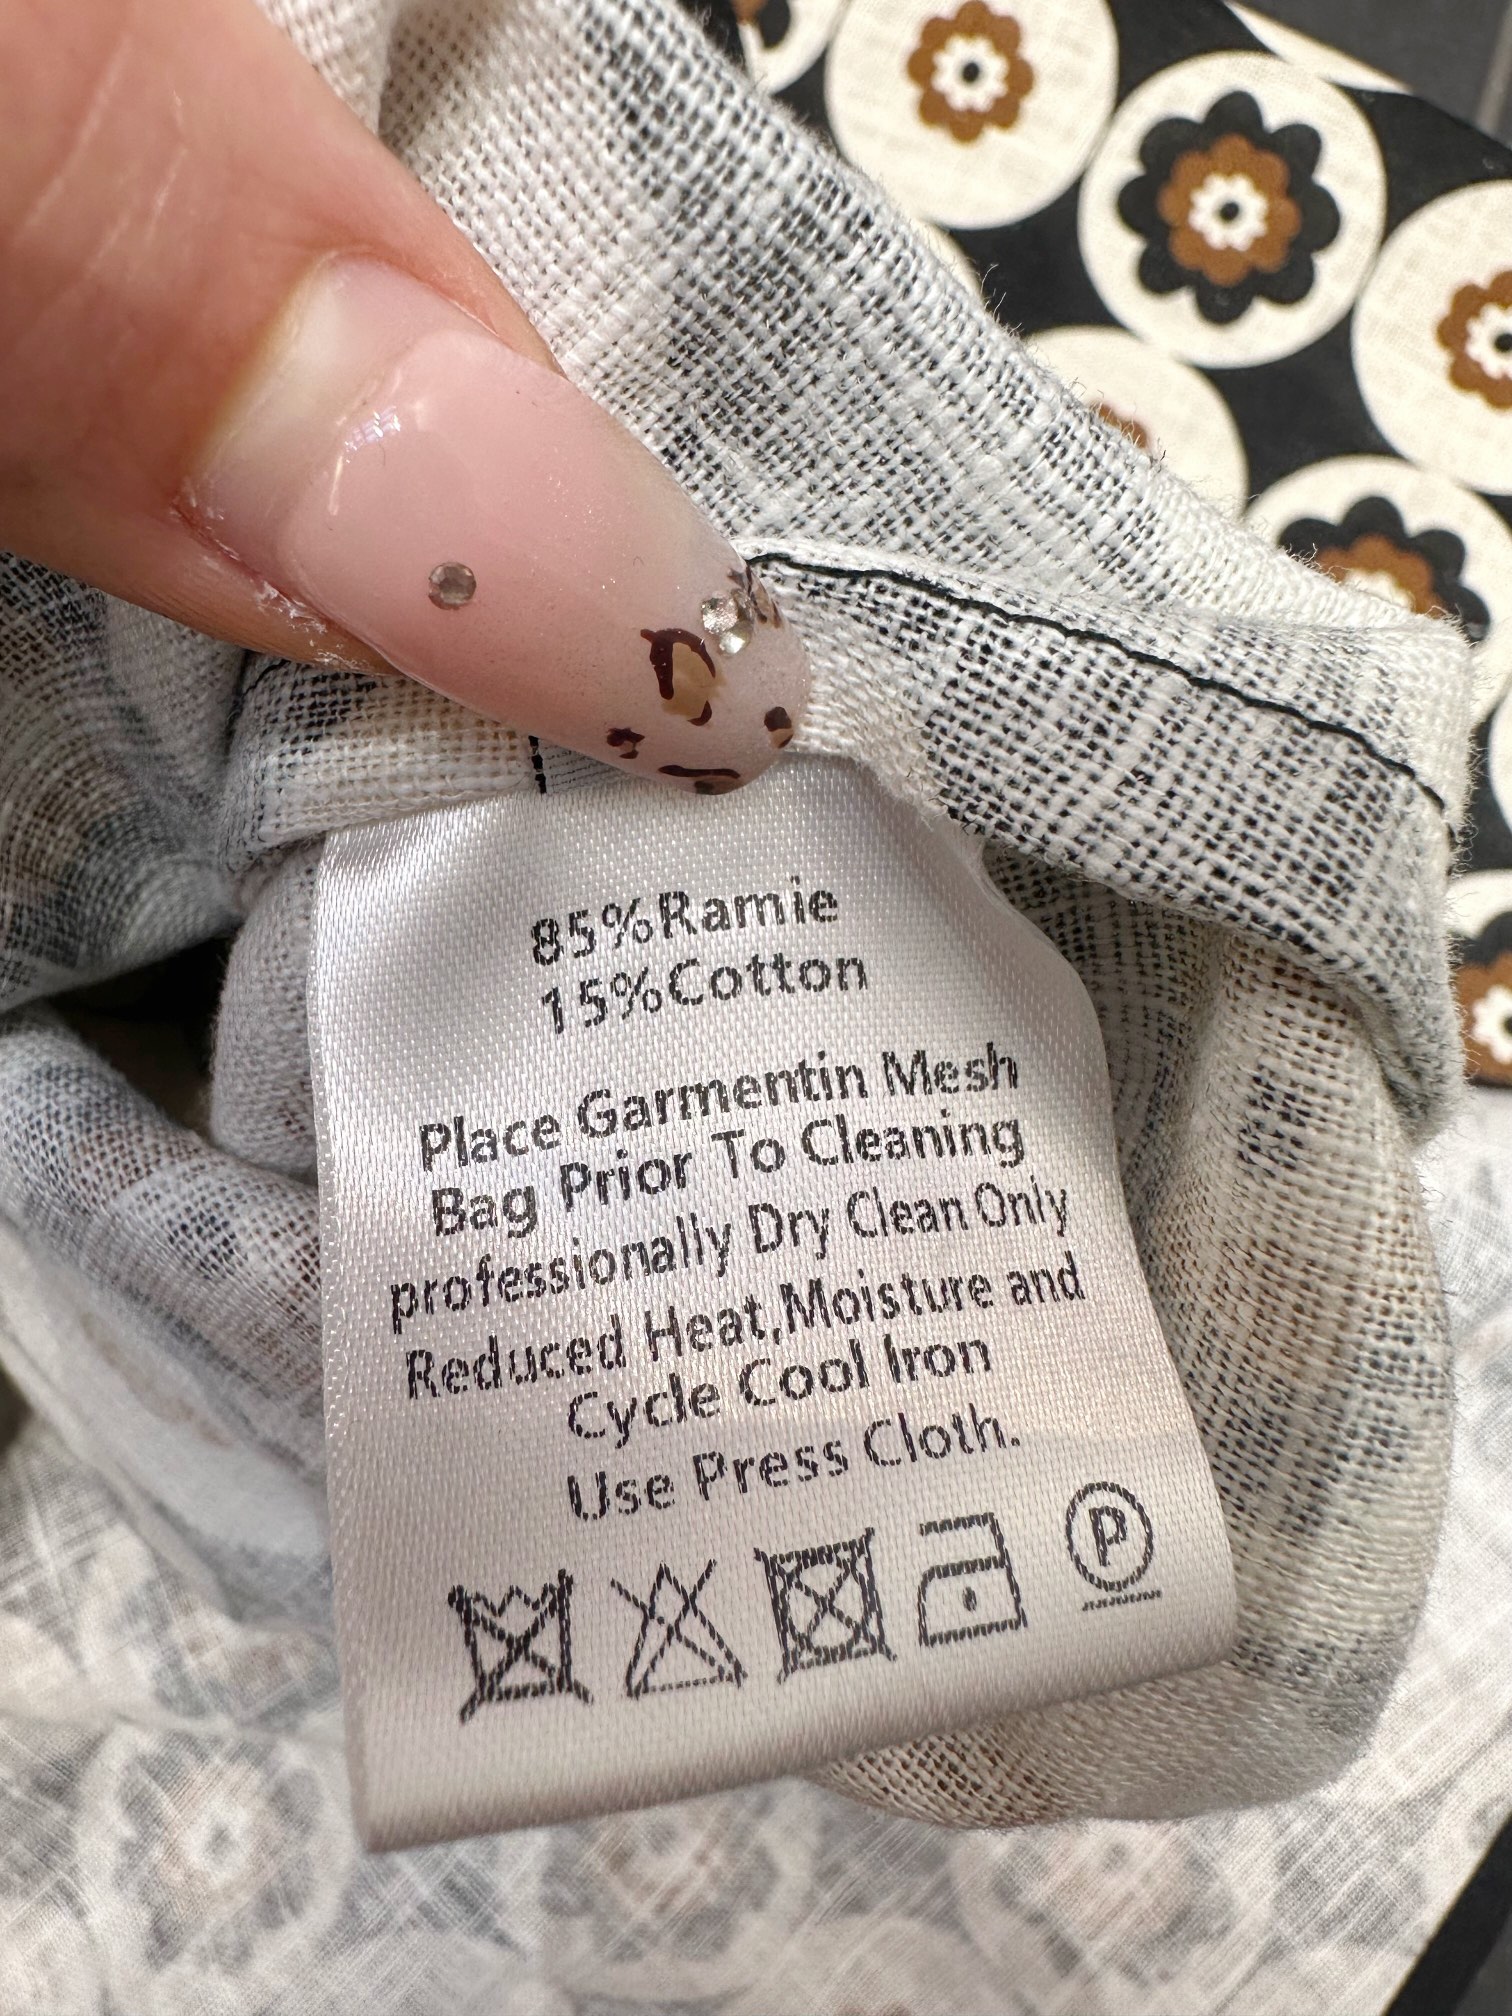 85%Ramie
15%Cotton
Place Garmentin Mesh
Bag Prior To Cleaning
professionally Dry Clean Only
Reduced Heat,Moisture and
Cycle Cool Iron
Use Press Cloth.
P